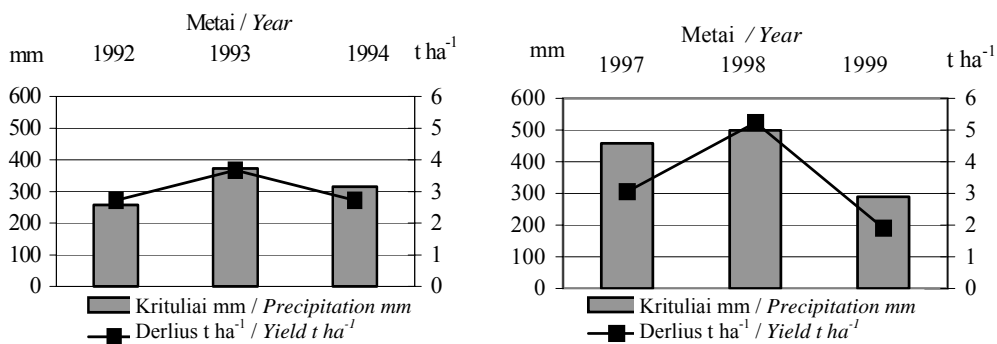 Metai / Year
mm 1992 1993 1994 t ha-1
600 6
500 5
400 4
300 3
200 2
100 1
0 0
Krituliai mm / Precipitation mm
Derlius t ha-1 / Yield t ha-1
Metai / Year
mm 1997 1998 1999 t ha-1
600 6
500 5
400 4
300 3
200 2
100 1
0 0
Krituliai mm / Precipitation mm
Derlius t ha-1 / Yield t ha-1